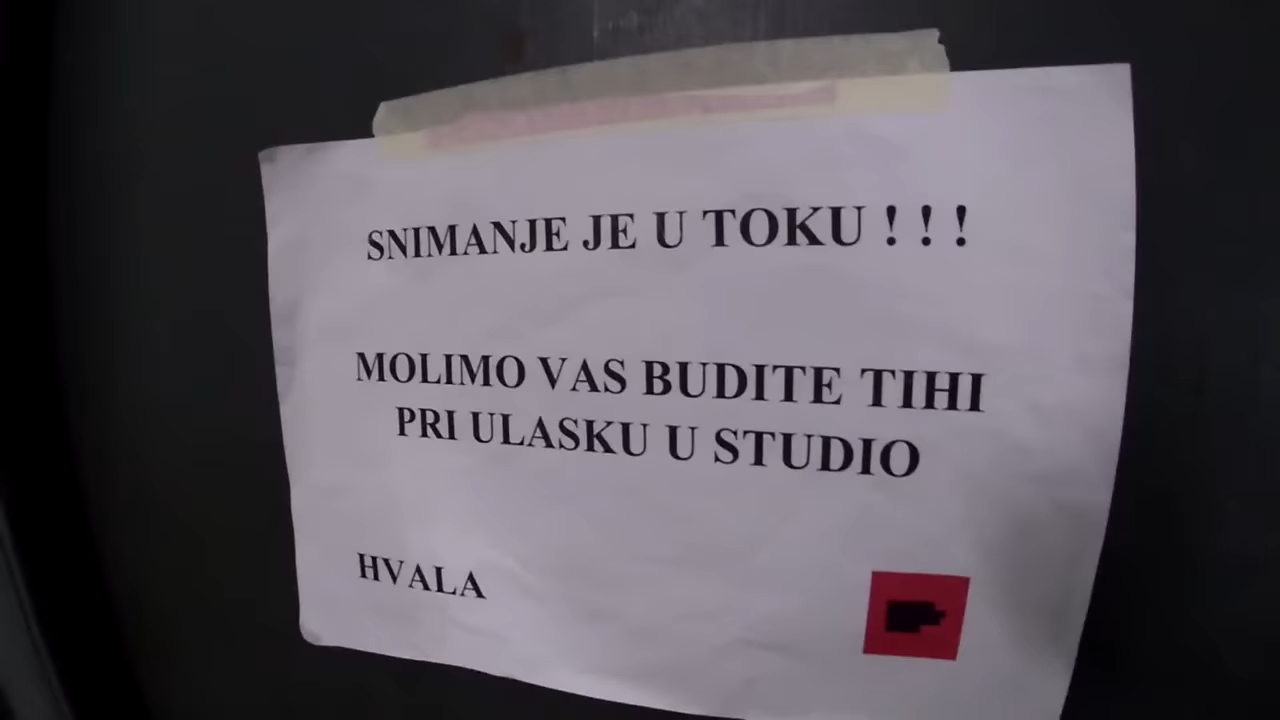 SNIMANJE JE U TOKU ! ! !
MOLIMO VAS BUDITE TIHI
PRI ULASKU U STUDIO
HVALA